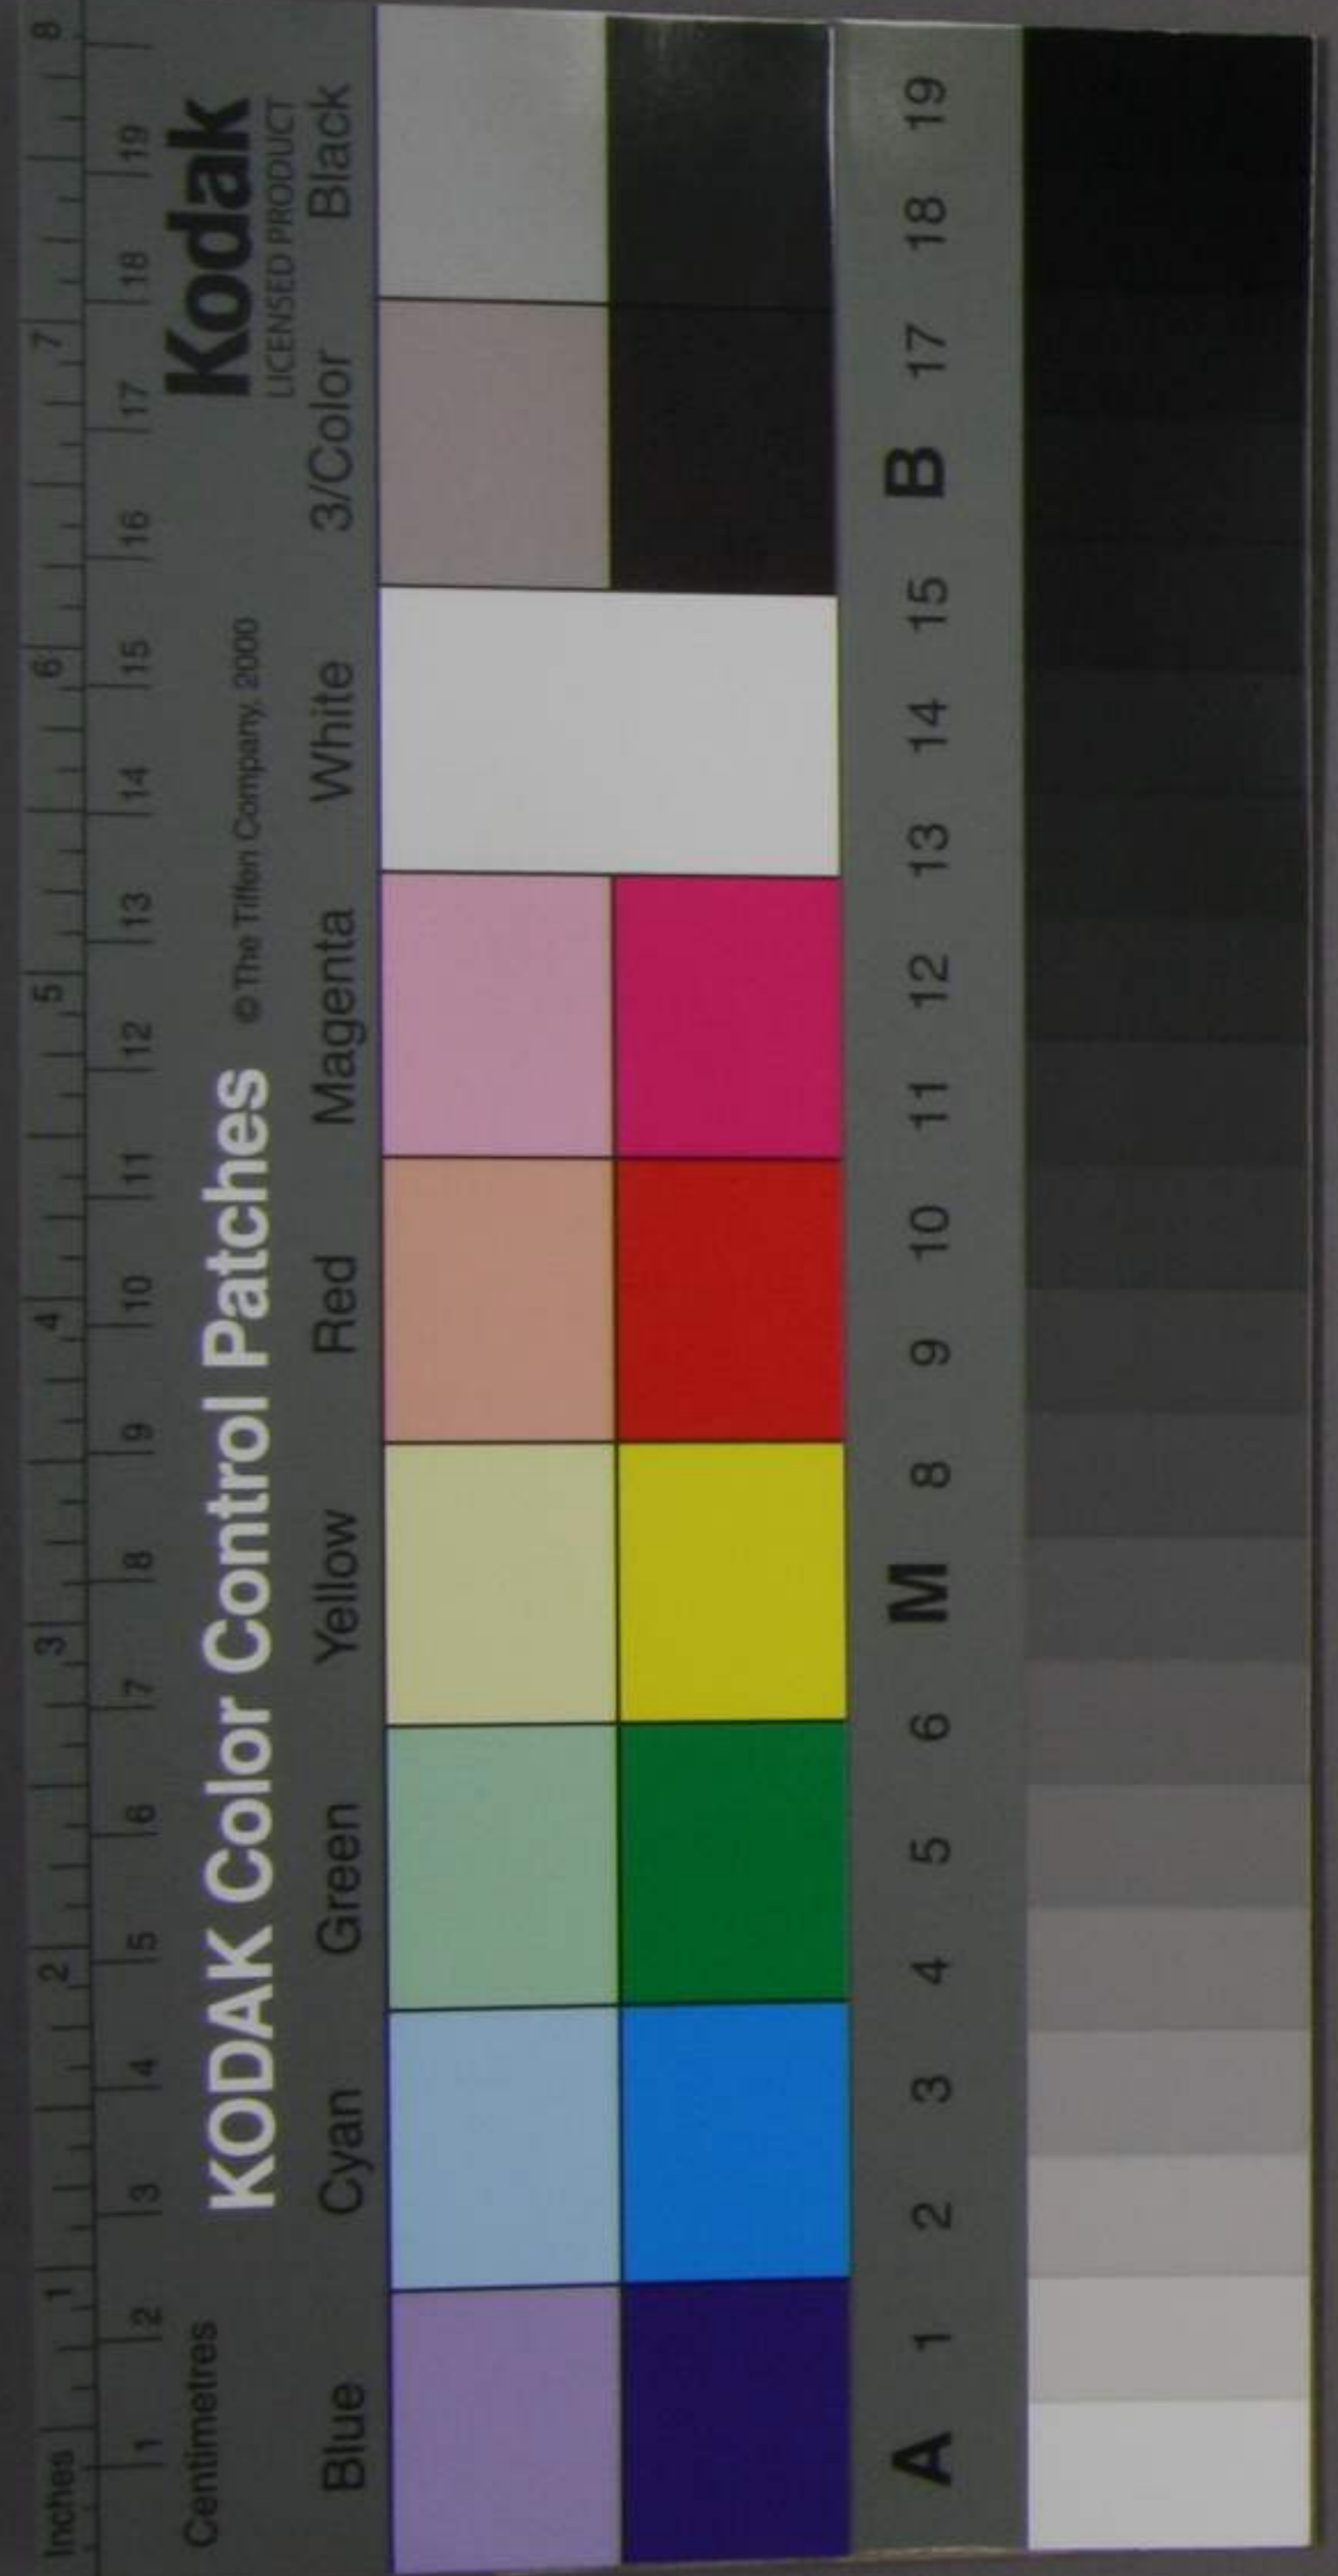 Inches 1 2 3 4 5 6 7 8
Centimetres 1 2 3 4 5 6 7 8 9 10 11 12 13 14 15 16 17 18 19
KODAK Color Control Patches © The Tiffen Company, 2000 Kodak
LICENSED PRODUCT
Blue Cyan Green Yellow Red Magenta White 3/Color Black
A 1 2 3 4 5 6 M 8 9 10 11 12 13 14 15 B 17 18 19